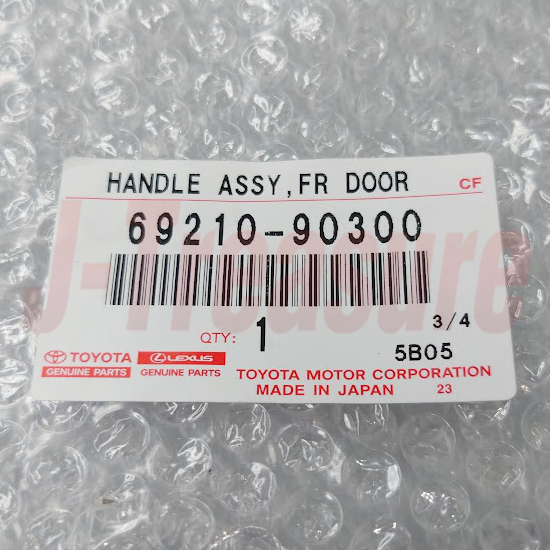 HANDLE ASSY,FR DOOR CF
69210-90300
J-Treasure
QTY: 1 3/4
5B05
TOYOTA LEXUS
GENUINE PARTS GENUINE PARTS
TOYOTA MOTOR CORPORATION
MADE IN JAPAN 23